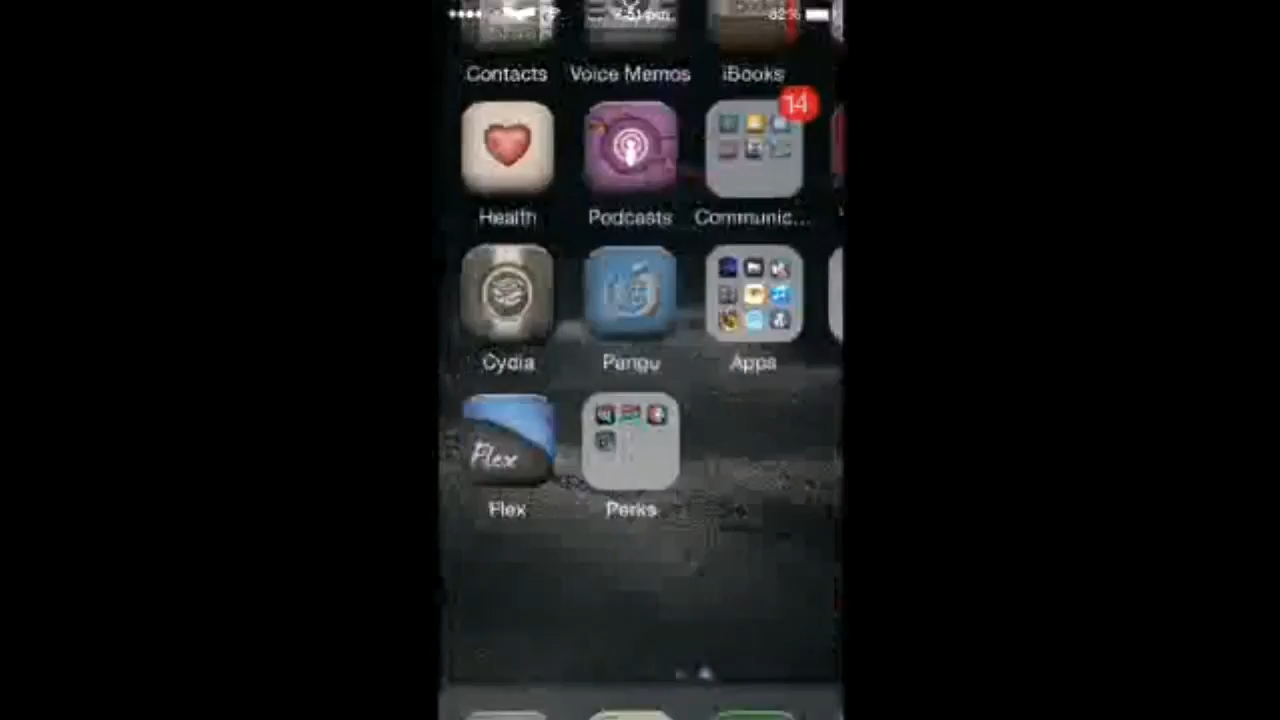 Contacts Voice Memos iBooks
14
Health Podcasts Communic...
Cydia Pangu Apps
Flex
Flex Perks